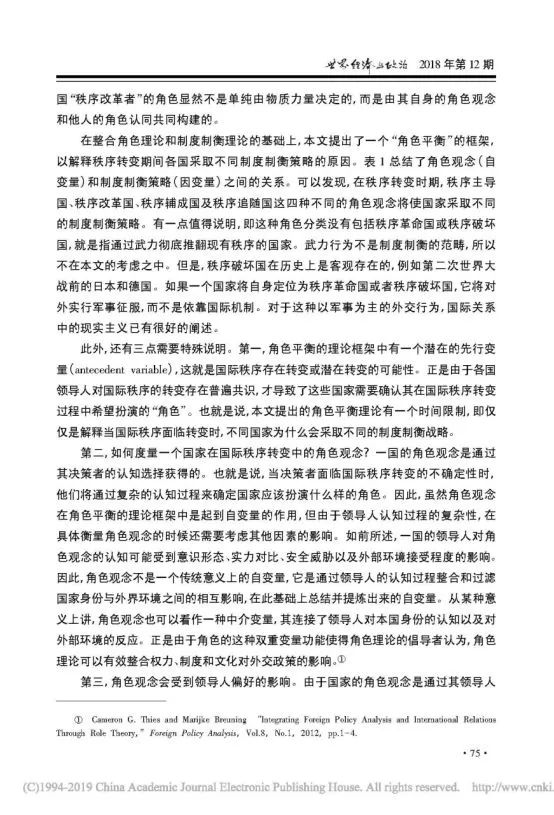 世界经济与政治 2018 年第 12 期
国“秩序改革者”的角色显然不是单纯由物质力量决定的,而是由其自身的角色观念
和他人的角色认同共同构建的。
在整合角色理论和制度制衡理论的基础上,本文提出了一个“角色平衡”的框架,
以解释秩序转变期间各国采取不同制度制衡策略的原因。表 1 总结了角色观念(自
变量)和制度制衡策略(因变量)之间的关系。可以发现,在秩序转变时期,秩序主导
国、秩序改革国、秩序辅成国及秩序追随国这四种不同的角色观念将使国家采取不同
的制度制衡策略。有一点值得说明,即这种角色分类没有包括秩序革命国或秩序破坏
国,就是指通过武力彻底推翻现有秩序的国家。武力行为不是制度制衡的范畴,所以
不在本文的考虑之中。但是,秩序破坏国在历史上是客观存在的,例如第二次世界大
战前的日本和德国。如果一个国家将自身定位为秩序革命国或者秩序破坏国,它将对
外实行军事征服,而不是依靠国际机制。对于这种以军事为主的对外交行为,国际关系
中的现实主义已有很好的阐述。
此外,还有三点需要特殊说明。第一,角色平衡的理论框架中有一个潜在的先行变
量(antecedent variable),这就是国际秩序存在转变或潜在转变的可能性。正是由于各国
领导人对国际秩序的转变存在普遍共识,才导致了这些国家需要确认其在国际秩序转变
过程中希望扮演的“角色”。也就是说,本文提出的角色平衡理论有一个时间限制,即仅
仅是解释当国际秩序面临转变时,不同国家为什么会采取不同的制度制衡战略。
第二,如何度量一个国家在国际秩序转变中的角色观念?一国的角色观念是通过
其决策者的认知选择获得的。也就是说,当决策者面临国际秩序转变的不确定性时,
他们将通过复杂的认知过程来确定国家应该扮演什么样的角色。因此,虽然角色观念
在角色平衡的理论框架中是起到自变量的作用,但由于领导人认知过程的复杂性,在
具体衡量角色观念的时候还需要考虑其他因素的影响。如前所述,一国的领导人对角
色观念的认知可能受到意识形态、实力对比、安全威胁以及外部环境接受程度的影响。
因此,角色观念不是一个传统意义上的自变量,它是通过领导人的认知过程整合和过滤
国家身份与外界环境之间的相互影响,在此基础上总结并提炼出来的自变量。从某种意
义上讲,角色观念也可以看作一种中介变量,其连接了领导人对本国身份的认知以及对
外部环境的反应。正是由于角色的这种双重变量功能使得角色理论的倡导者认为,角色
理论可以有效整合权力、制度和文化对外交政策的影响。①
第三,角色观念会受到领导人偏好的影响。由于国家的角色观念是通过其领导人
① Cameron G. Thies and Marijke Breuning “Integrating Foreign Policy Analysis and International Relations
Through Role Theory,” Foreign Policy Analysis, Vol.8, No.1, 2012, pp.1-4.
·75·
(C)1994-2019 China Academic Journal Electronic Publishing House. All rights reserved. http://www.cnki.